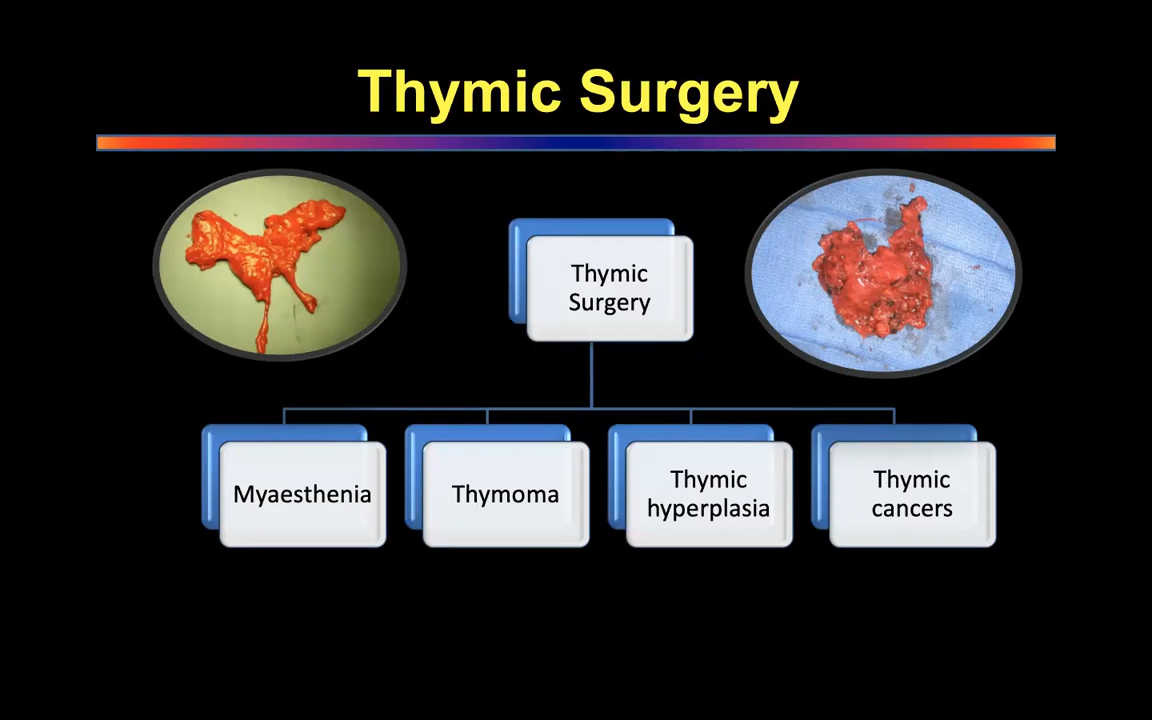 Thymic Surgery
Thymic
Surgery
Myaesthenia
Thymoma
Thymic
hyperplasia
Thymic
cancers